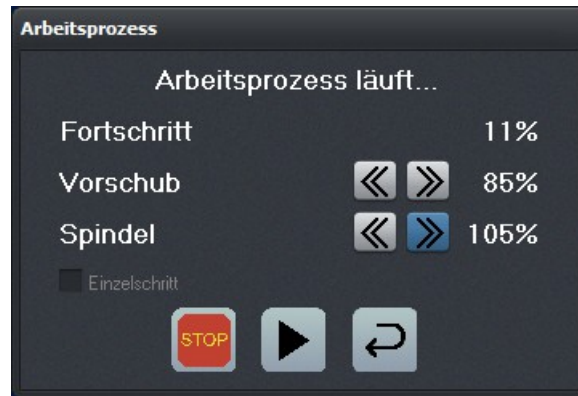 Arbeitsprozess
Arbeitsprozess läuft...
Fortschritt 11%
Vorschub 85%
Spindel 105%
Einzelschritt
STOP